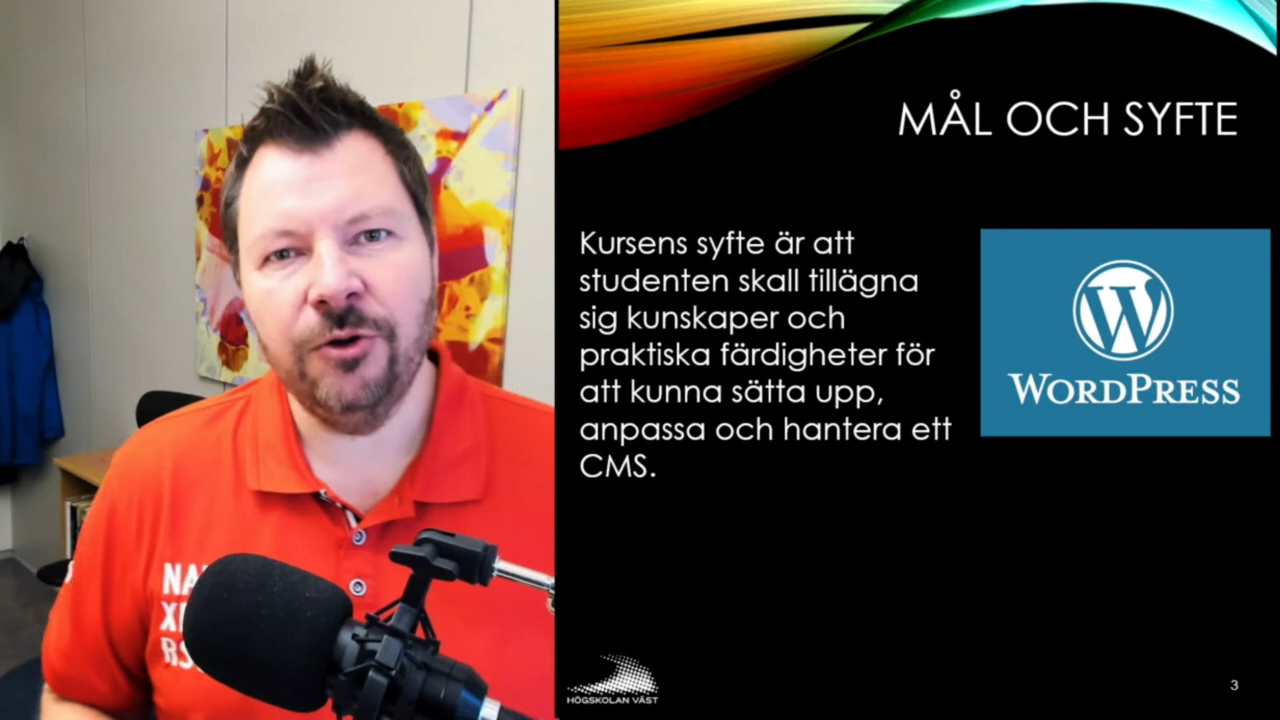 MÅL OCH SYFTE
Kursens syfte är att
studenten skall tillägna
sig kunskaper och
praktiska färdigheter för
att kunna sätta upp,
anpassa och hantera ett
CMS.
WORDPRESS
HÖGSKOLAN VÄST
3